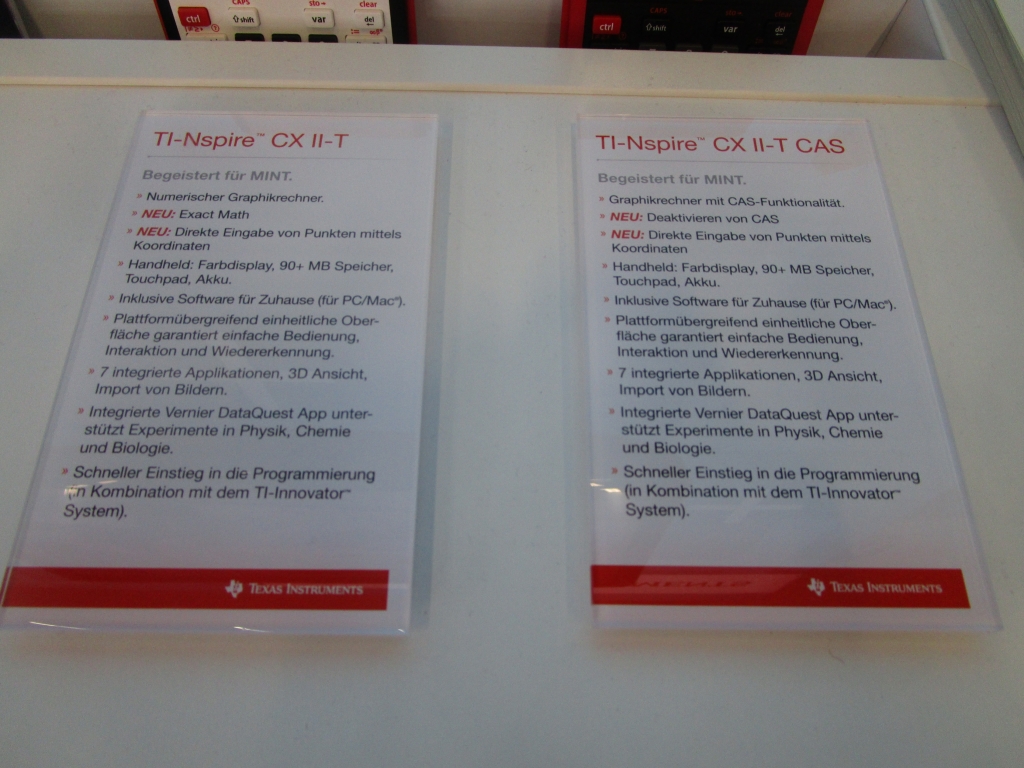 CAPS
sto→
clear
ctrl
⇧shift
var
del
CAPS
sto→
clear
ctrl
⇧shift
var
del
TI-Nspire™ CX II-T
Begeistert für MINT.
» Numerischer Graphikrechner.
» NEU: Exact Math
» NEU: Direkte Eingabe von Punkten mittels
Koordinaten
» Handheld: Farbdisplay, 90+ MB Speicher,
Touchpad, Akku.
» Inklusive Software für Zuhause (für PC/Mac®).
» Plattformübergreifend einheitliche Ober-
fläche garantiert einfache Bedienung,
Interaktion und Wiedererkennung.
» 7 integrierte Applikationen, 3D Ansicht,
Import von Bildern.
» Integrierte Vernier DataQuest App unter-
stützt Experimente in Physik, Chemie
und Biologie.
» Schneller Einstieg in die Programmierung
(in Kombination mit dem TI-Innovator™
System).
TEXAS INSTRUMENTS
TI-Nspire™ CX II-T CAS
Begeistert für MINT.
» Graphikrechner mit CAS-Funktionalität.
» NEU: Deaktivieren von CAS
» NEU: Direkte Eingabe von Punkten mittels
Koordinaten
» Handheld: Farbdisplay, 90+ MB Speicher,
Touchpad, Akku.
» Inklusive Software für Zuhause (für PC/Mac®).
» Plattformübergreifend einheitliche Ober-
fläche garantiert einfache Bedienung,
Interaktion und Wiedererkennung.
» 7 integrierte Applikationen, 3D Ansicht,
Import von Bildern.
» Integrierte Vernier DataQuest App unter-
stützt Experimente in Physik, Chemie
und Biologie.
» Schneller Einstieg in die Programmierung
(in Kombination mit dem TI-Innovator™
System).
TEXAS INSTRUMENTS